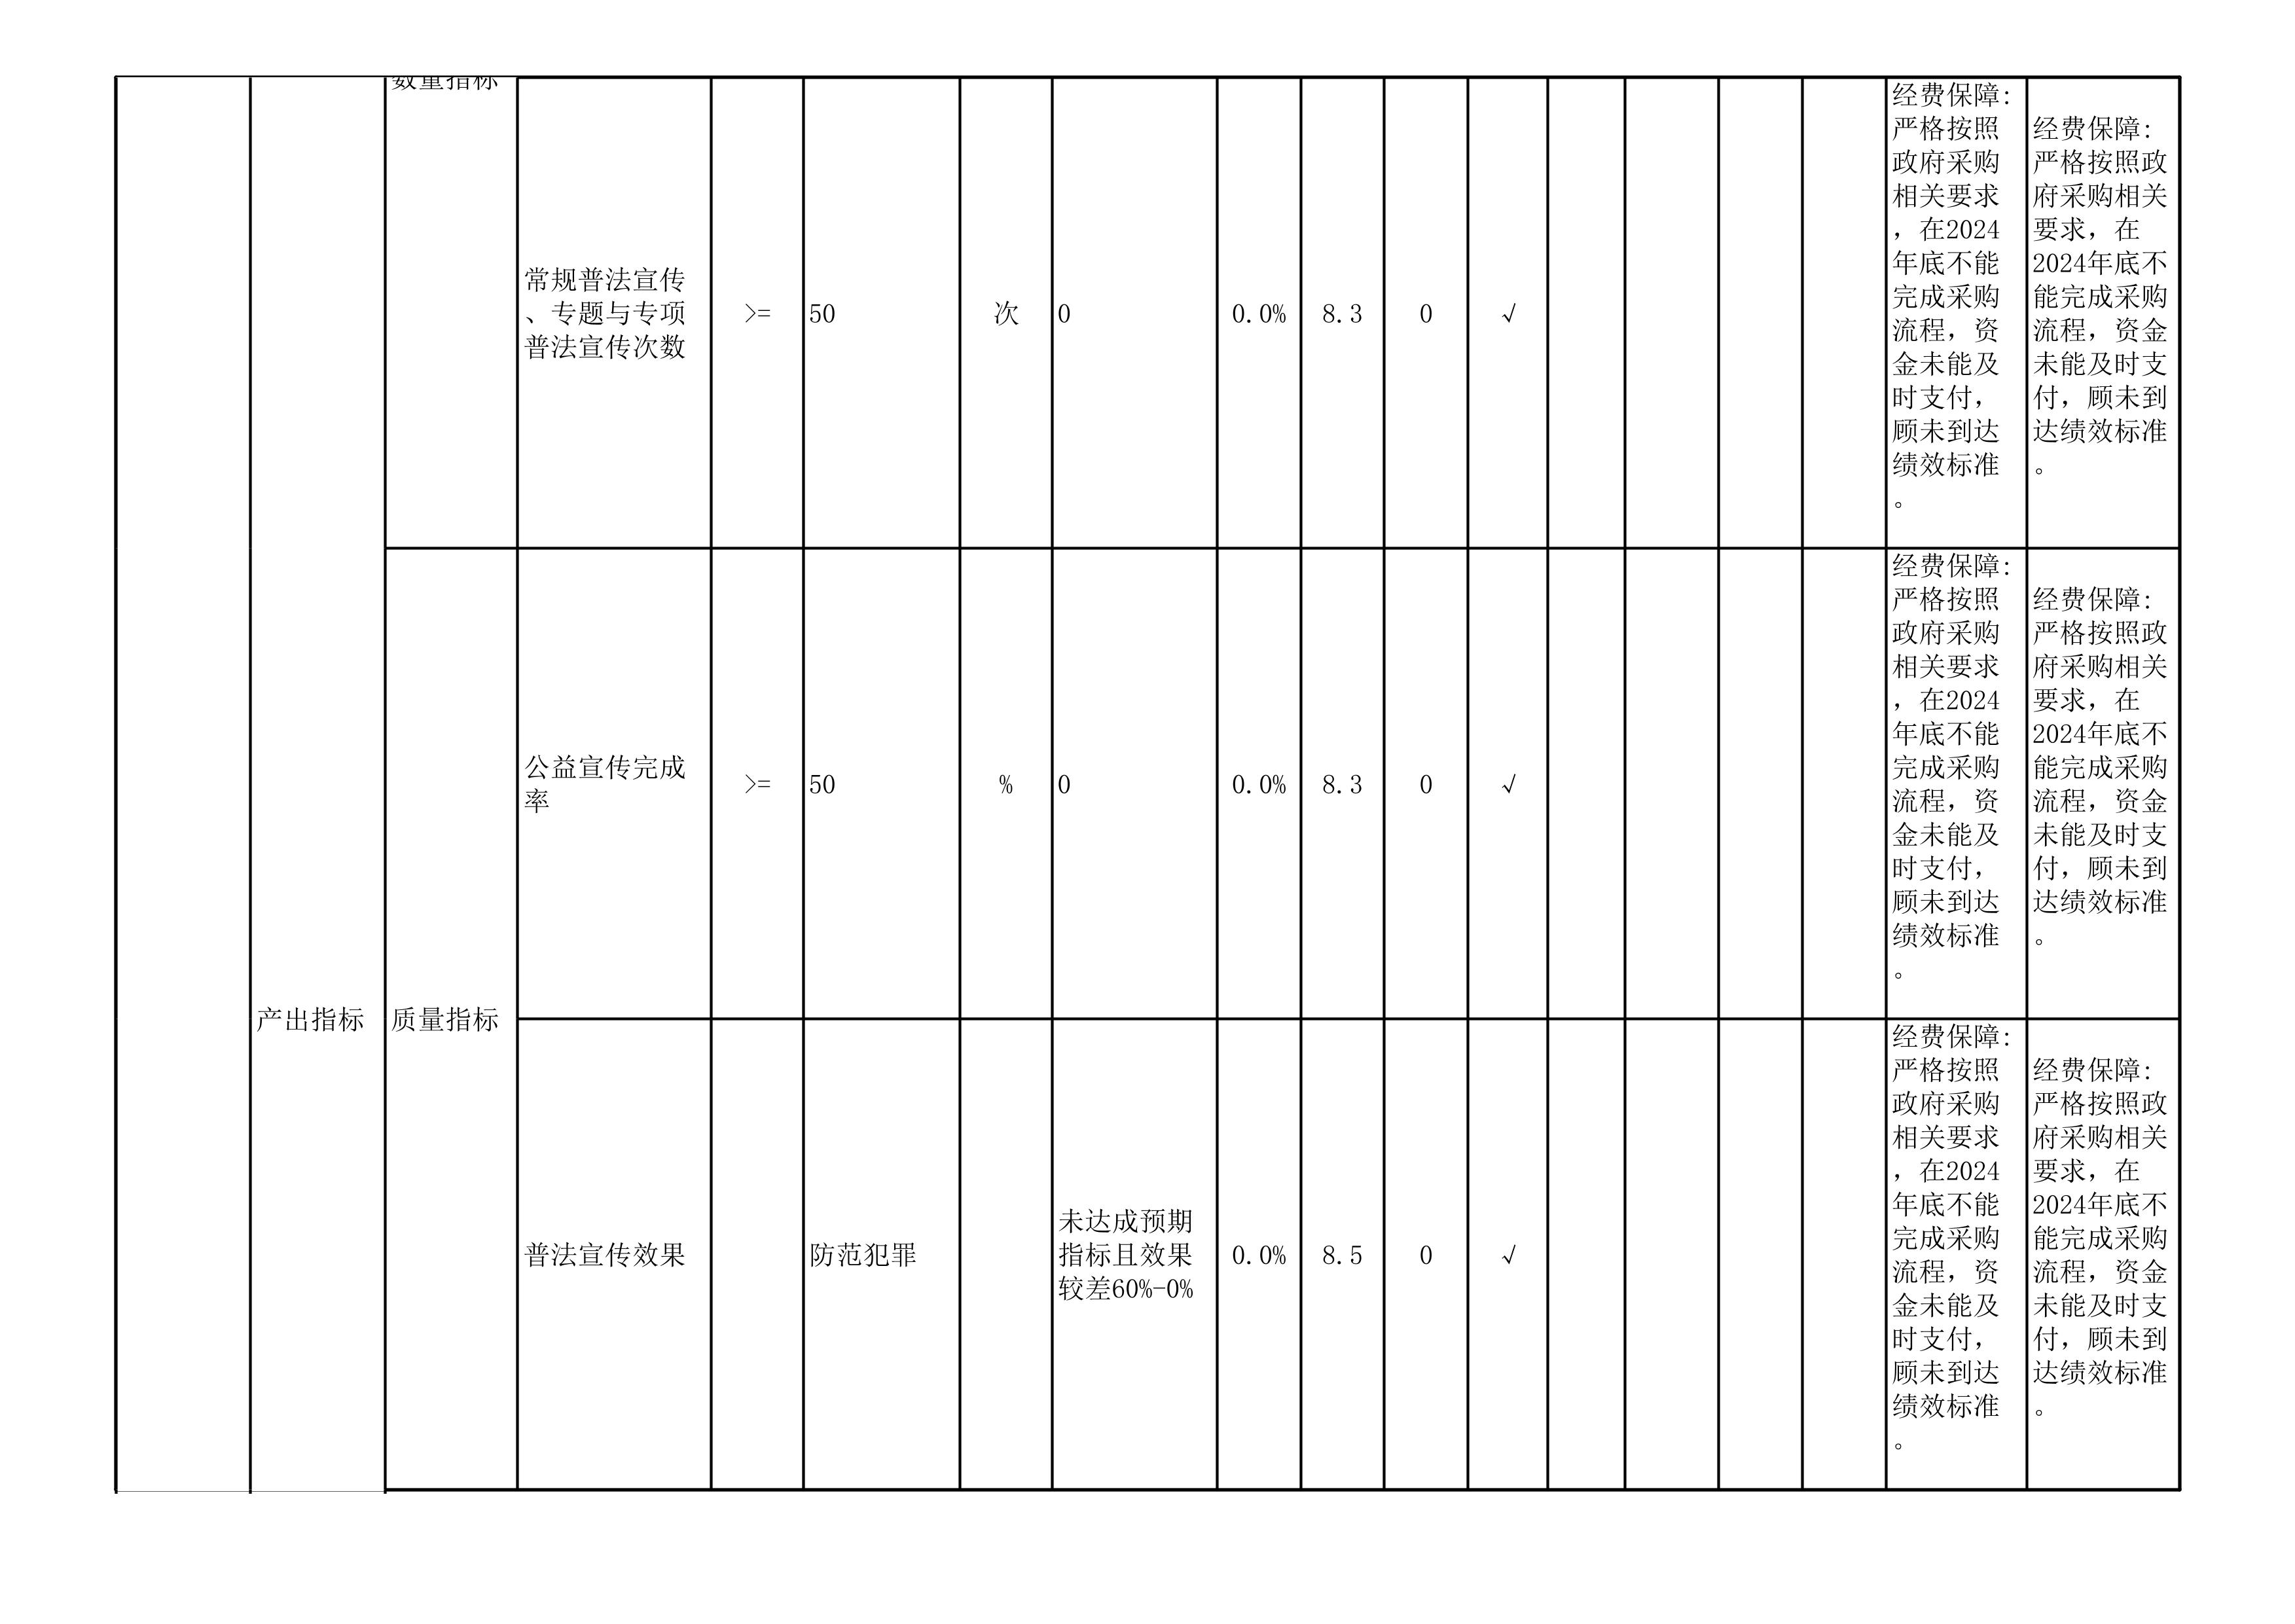 数量指标
常规普法宣传
、专题与专项
普法宣传次数
>=
50
次
0
0.0%
8.3
0
√
经费保障:
严格按照
政府采购
相关要求
，在2024
年底不能
完成采购
流程，资
金未能及
时支付，
顾未到达
绩效标准
。
经费保障:
严格按照政
府采购相关
要求，在
2024年底不
能完成采购
流程，资金
未能及时支
付，顾未到
达绩效标准
。
产出指标
质量指标
公益宣传完成
率
>=
50
%
0
0.0%
8.3
0
√
经费保障:
严格按照
政府采购
相关要求
，在2024
年底不能
完成采购
流程，资
金未能及
时支付，
顾未到达
绩效标准
。
经费保障:
严格按照政
府采购相关
要求，在
2024年底不
能完成采购
流程，资金
未能及时支
付，顾未到
达绩效标准
。
普法宣传效果
防范犯罪
未达成预期
指标且效果
较差60%-0%
0.0%
8.5
0
√
经费保障:
严格按照
政府采购
相关要求
，在2024
年底不能
完成采购
流程，资
金未能及
时支付，
顾未到达
绩效标准
。
经费保障:
严格按照政
府采购相关
要求，在
2024年底不
能完成采购
流程，资金
未能及时支
付，顾未到
达绩效标准
。